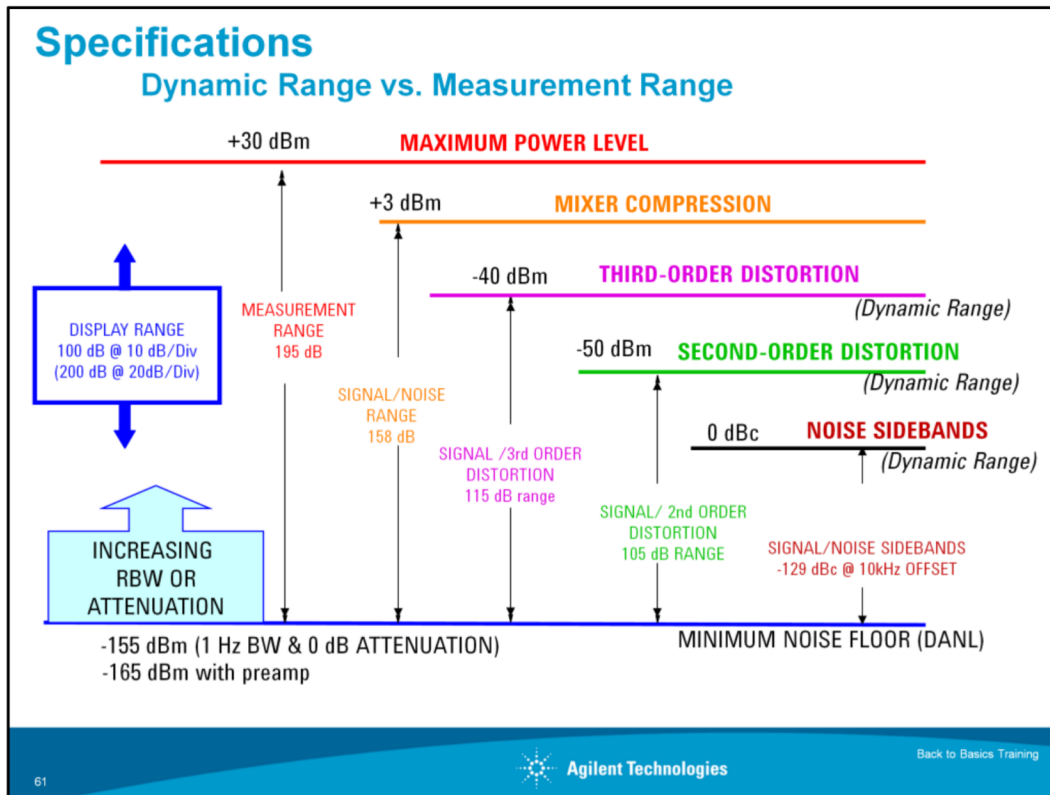 Specifications
Dynamic Range vs. Measurement Range
+30 dBm
MAXIMUM POWER LEVEL
+3 dBm
MIXER COMPRESSION
-40 dBm
THIRD-ORDER DISTORTION
(Dynamic Range)
DISPLAY RANGE
100 dB @ 10 dB/Div
(200 dB @ 20dB/Div)
MEASUREMENT
RANGE
195 dB
-50 dBm
SECOND-ORDER DISTORTION
(Dynamic Range)
SIGNAL/NOISE
RANGE
158 dB
0 dBc
NOISE SIDEBANDS
(Dynamic Range)
SIGNAL /3rd ORDER
DISTORTION
115 dB range
SIGNAL/ 2nd ORDER
DISTORTION
105 dB RANGE
SIGNAL/NOISE SIDEBANDS
-129 dBc @ 10kHz OFFSET
INCREASING
RBW OR
ATTENUATION
-155 dBm (1 Hz BW & 0 dB ATTENUATION)
-165 dBm with preamp
MINIMUM NOISE FLOOR (DANL)
61
Agilent Technologies
Back to Basics Training